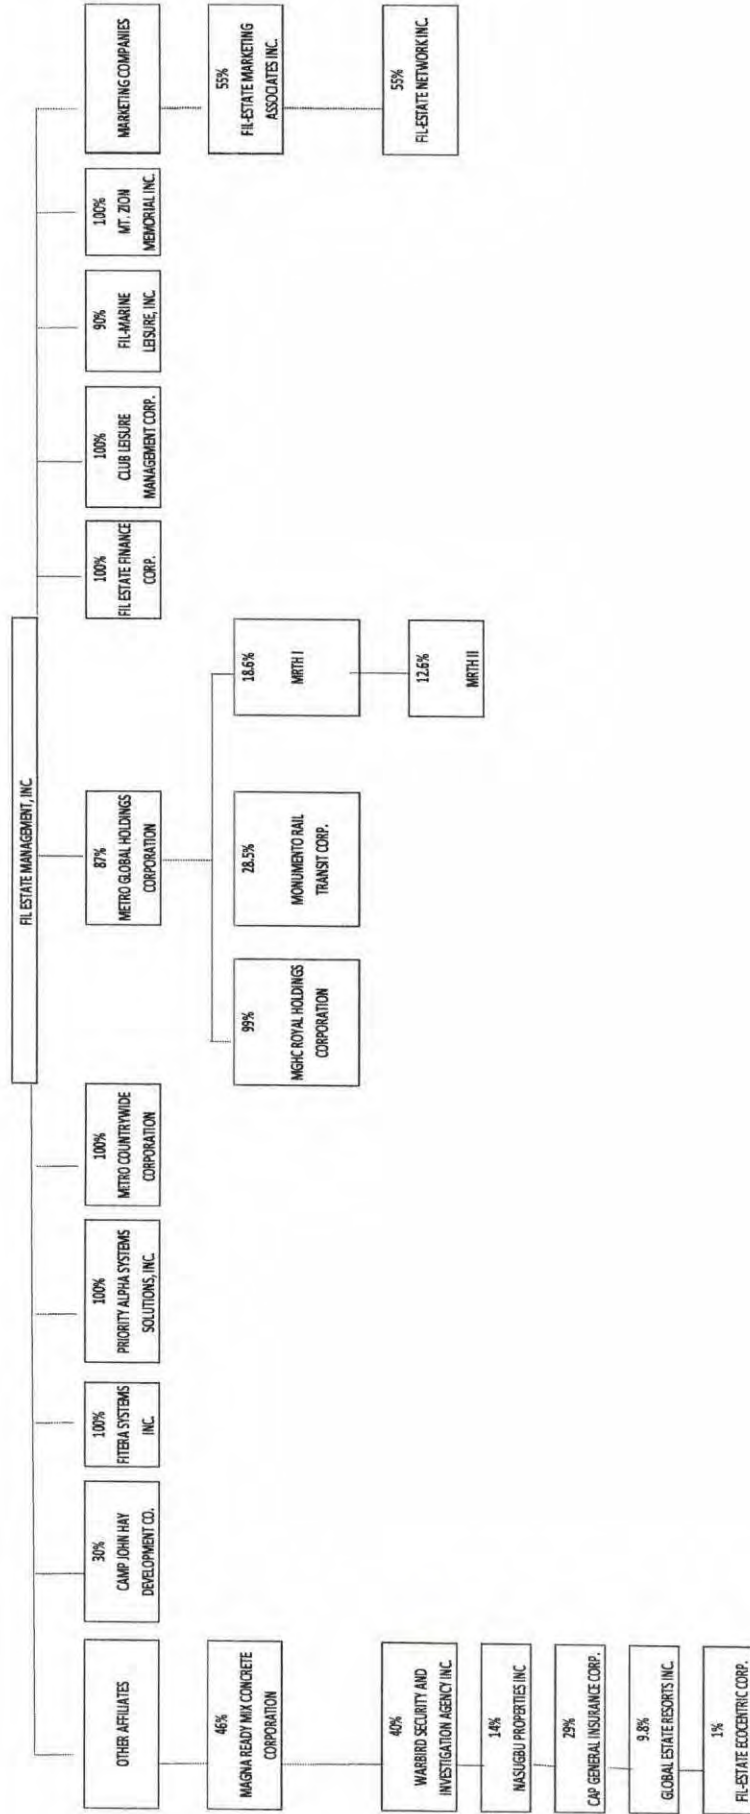 FIL ESTATE MANAGEMENT, INC.
OTHER AFFILIATES
30%
CAMP JOHN HAY
DEVELOPMENT CO.
100%
FITERA SYSTEMS
INC.
100%
PRIORITY ALPHA SYSTEMS
SOLUTIONS, INC.
100%
METRO COUNTRYWIDE
CORPORATION
87%
METRO GLOBAL HOLDINGS
CORPORATION
100%
FIL ESTATE FINANCE
CORP.
100%
CLUB LEISURE
MANAGEMENT CORP.
90%
FIL-MARINE
LEISURE, INC.
100%
MT. ZION
MEMORIAL INC.
MARKETING COMPANIES
46%
MAGNA READY MIX CONCRETE
CORPORATION
99%
MGHC ROYAL HOLDINGS
CORPORATION
28.5%
MONUMENTO RAIL
TRANSIT CORP.
18.6%
MRTH I
55%
FIL-ESTATE MARKETING
ASSOCIATES INC.
40%
WARBIRD SECURITY AND
INVESTIGATION AGENCY INC.
12.6%
MRTH II
55%
FIL-ESTATE NETWORK INC.
14%
NASUGBU PROPERTIES INC
29%
CAP GENERAL INSURANCE CORP.
9.8%
GLOBAL ESTATE RESORTS INC.
1%
FIL-ESTATE ECOCENTRIC CORP.